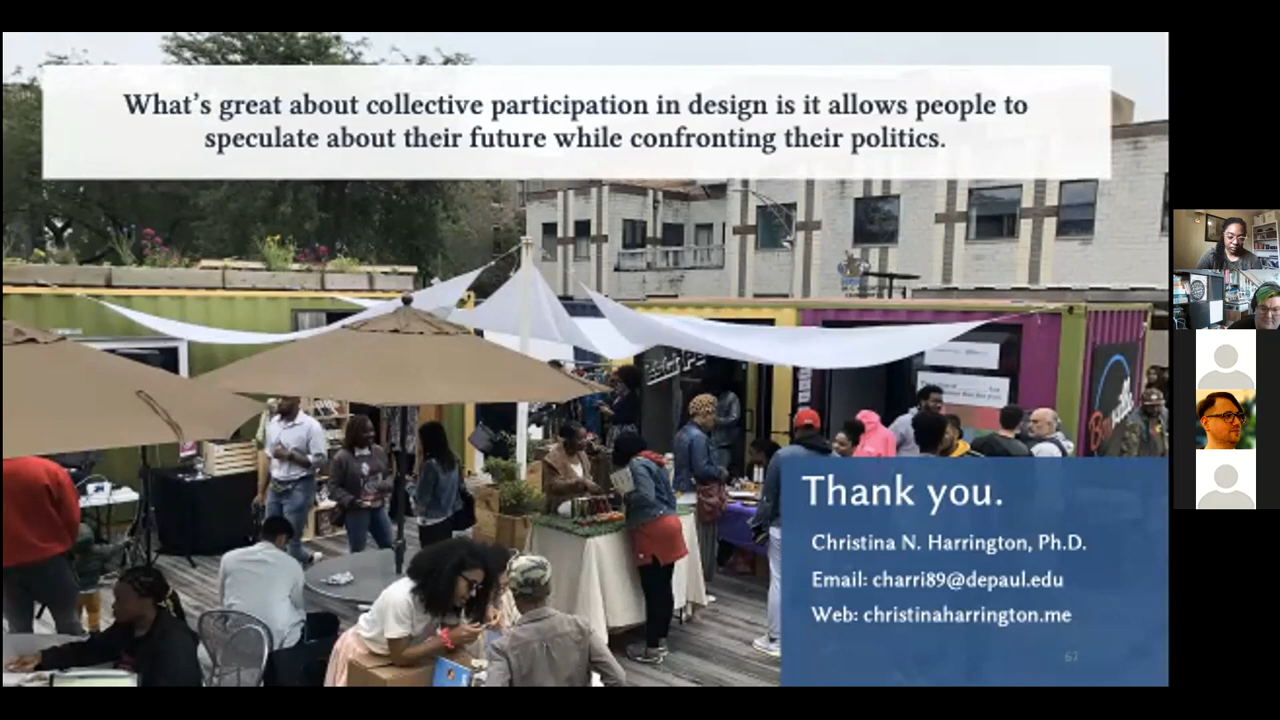 What's great about collective participation in design is it allows people to
speculate about their future while confronting their politics.
Thank you.
Christina N. Harrington, Ph.D.
Email: charri89@depaul.edu
Web: christinaharrington.me
67